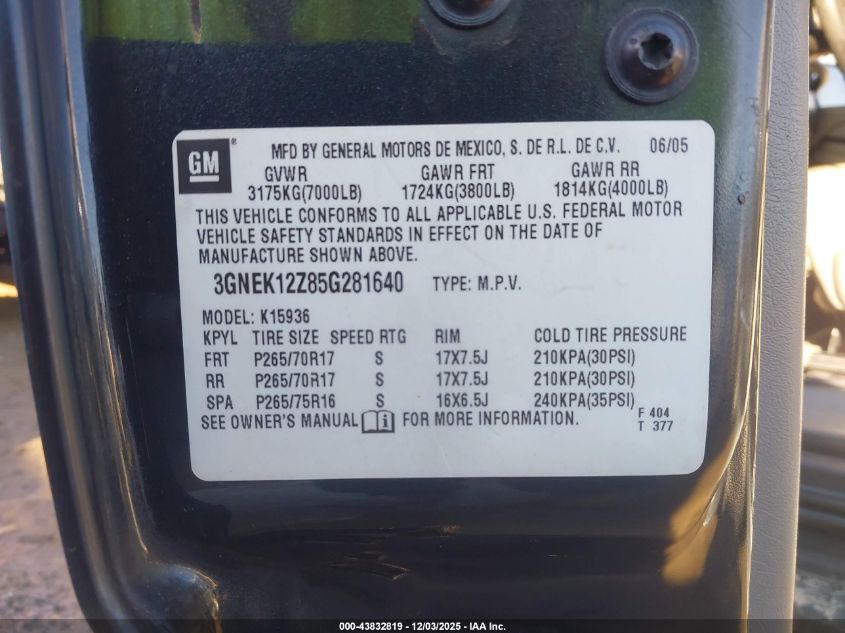 GM ® MFD BY GENERAL MOTORS DE MEXICO, S. DE R.L. DE C.V. 06/05
GVWR GAWR FRT GAWR RR
3175KG(7000LB) 1724KG(3800LB) 1814KG(4000LB)
THIS VEHICLE CONFORMS TO ALL APPLICABLE U.S. FEDERAL MOTOR
VEHICLE SAFETY STANDARDS IN EFFECT ON THE DATE OF
MANUFACTURE SHOWN ABOVE.
3GNEK12Z85G281640 TYPE: M.P.V.
MODEL: K15936
KPYL TIRE SIZE SPEED RTG RIM COLD TIRE PRESSURE
FRT P265/70R17 S 17X7.5J 210KPA(30PSI)
RR P265/70R17 S 17X7.5J 210KPA(30PSI)
SPA P265/75R16 S 16X6.5J 240KPA(35PSI)
SEE OWNER'S MANUAL i FOR MORE INFORMATION. F 404
T 377
000-43832819 - 12/03/2025 - IAA Inc.